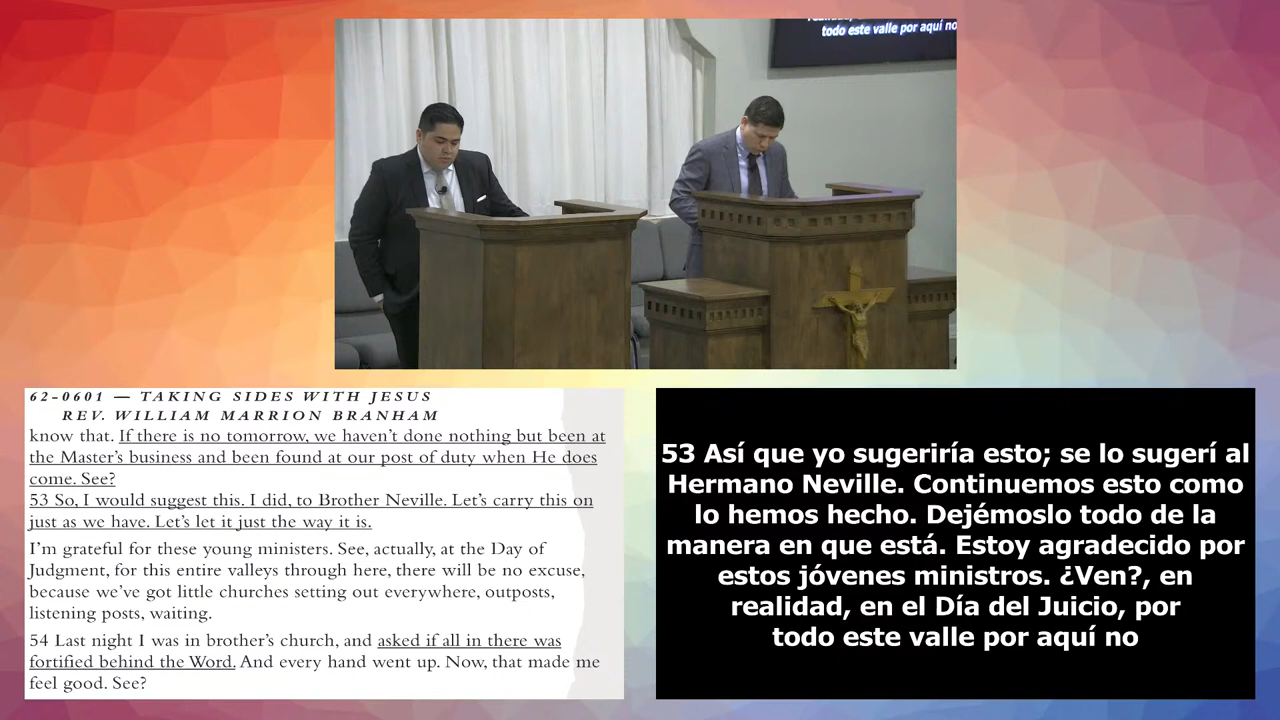 realidad,
todo este valle por aquí no
62-0601 — TAKING SIDES WITH JESUS
REV. WILLIAM MARRION BRANHAM
know that. If there is no tomorrow, we haven't done nothing but been at
the Master's business and been found at our post of duty when He does
come. See?
53 So, I would suggest this. I did, to Brother Neville. Let's carry this on
just as we have. Let's let it just the way it is.
I'm grateful for these young ministers. See, actually, at the Day of
Judgment, for this entire valleys through here, there will be no excuse,
because we've got little churches setting out everywhere, outposts,
listening posts, waiting.
54 Last night I was in brother's church, and asked if all in there was
fortified behind the Word. And every hand went up. Now, that made me
feel good. See?
53 Así que yo sugeriría esto; se lo sugerí al
Hermano Neville. Continuemos esto como
lo hemos hecho. Dejémoslo todo de la
manera en que está. Estoy agradecido por
estos jóvenes ministros. ¿Ven?, en
realidad, en el Día del Juicio, por
todo este valle por aquí no